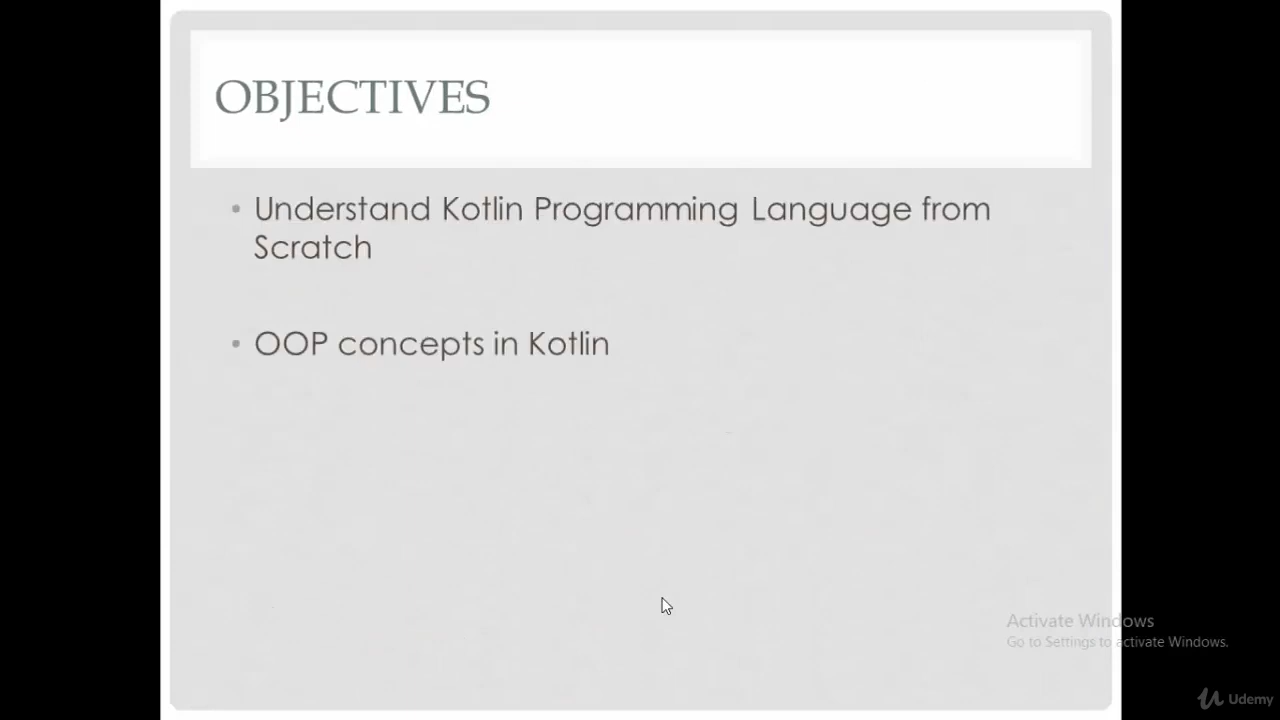 OBJECTIVES
• Understand Kotlin Programming Language from
Scratch
• OOP concepts in Kotlin
Activate Windows
Go to Settings to activate Windows.
Udemy